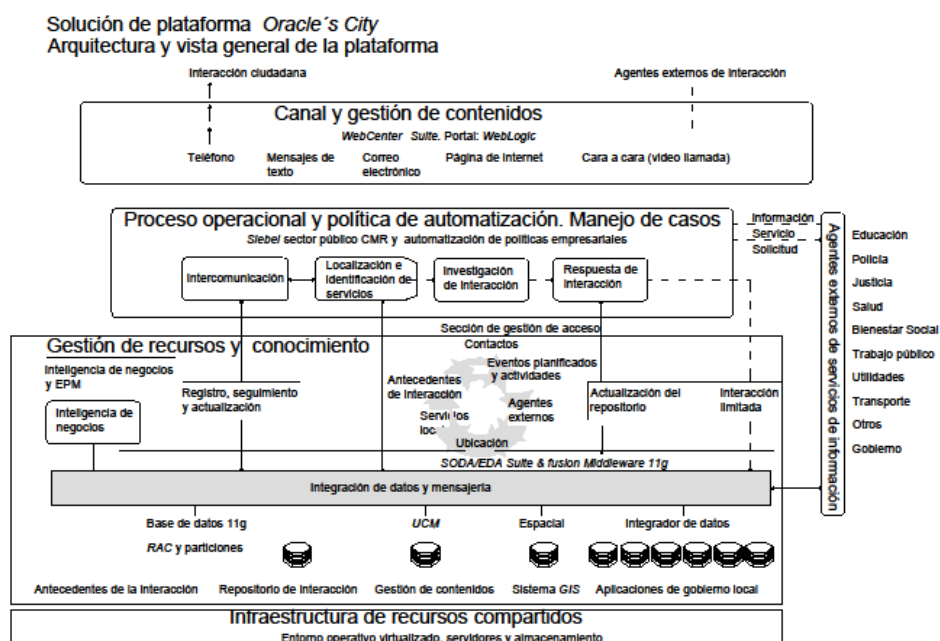 Solución de plataforma Oracle´s City
Arquitectura y vista general de la plataforma
Interacción ciudadana
Agentes externos de Interacción
Canal y gestión de contenidos
WebCenter Suite. Portal: WebLogic
Teléfono
Mensajes de
texto
Correo
electrónico
Página de Internet
Cara a cara (video llamada)
Proceso operacional y política de automatización. Manejo de casos
Siebel sector público CMR y automatización de políticas empresariales
Intercomunicación
Localización e
identificación de
servicios
Investigación
de Interacción
Respuesta de
Interacción
Información
Servicio
Solicitud
Agentes externos de servicios de información
Educación
Policía
Justicia
Salud
Bienestar Social
Trabajo público
Utilidades
Transporte
Otros
Gobierno
Sección de gestión de acceso
Gestión de recursos y conocimiento
Contactos
Inteligencia de negocios
y EPM
Inteligencia de
negocios
Registro, seguimiento
y actualización
Eventos planificados
y actividades
Antecedentes
de Interacción
Agentes
externos
Servicios
Ubicación
Actualización del
repositorio
Interacción
limitada
SODA/EDA Suite & fusion Middleware 11g
Integración de datos y mensajería
Base de datos 11g
UCM
Espacial
Integrador de datos
RAC y particiones
Antecedentes de la Interacción
Repositorio de Interacción
Gestión de contenidos
Sistema GIS
Aplicaciones de gobierno local
Infraestructura de recursos compartidos
Entorno operativo virtualizado, servidores y almacenamiento